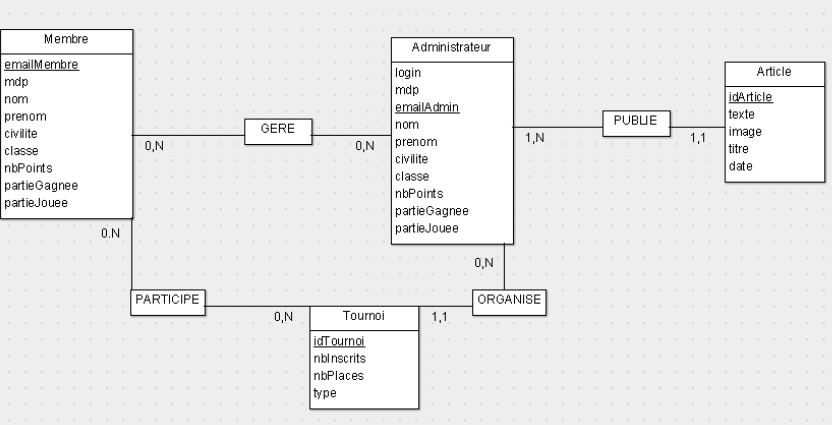 Membre
emailMembre
mdp
nom
prenom
civilite
classe
nbPoints
partieGagnee
partieJouee
0,N
GERE
0,N
Administrateur
login
mdp
emailAdmin
nom
prenom
civilite
classe
nbPoints
partieGagnee
partieJouee
1,N
PUBLIE
1,1
Article
idArticle
texte
image
titre
date
0.N
PARTICIPE
0,N
Tournoi
idTournoi
nbInscrits
nbPlaces
type
1,1
ORGANISE
0,N